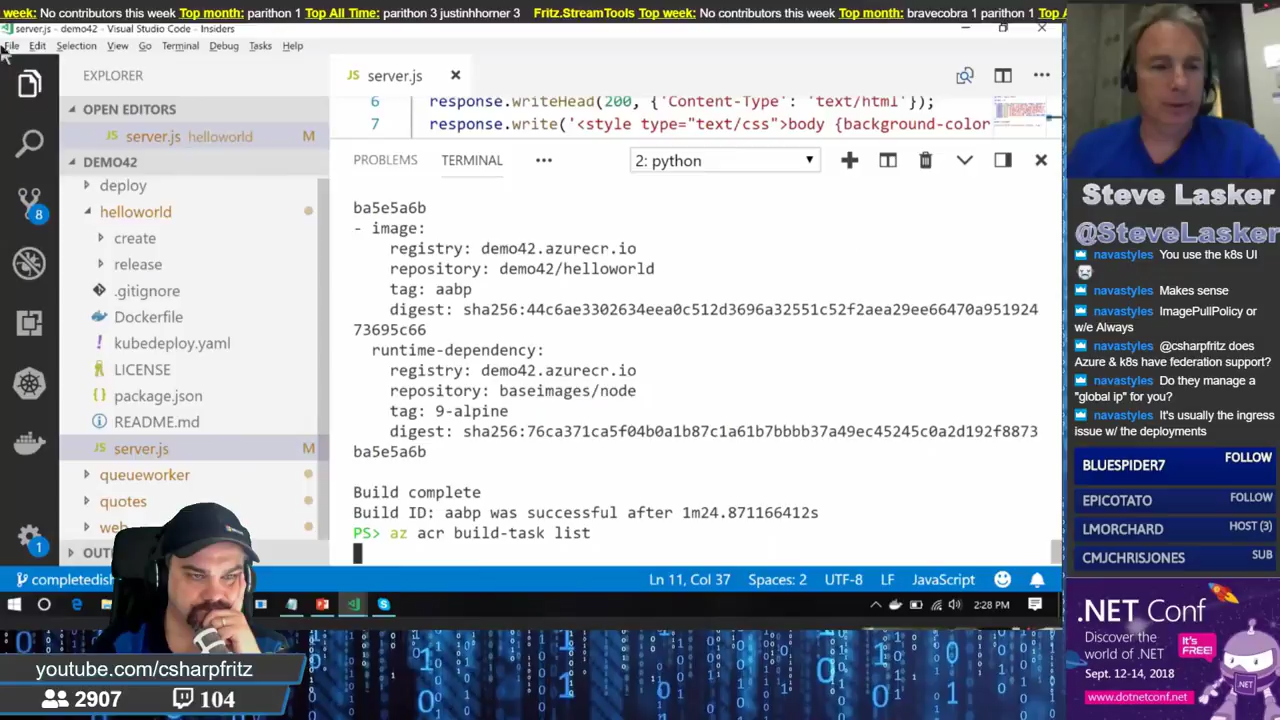 week: No contributors this week Top month: parithon 1 Top All Time: parithon 3 justinhhorner 3 Fritz.StreamTools Top week: No contributors this week Top month: bravecobra 1 parithon 1 Top A
server.js - demo42 - Visual Studio Code - Insiders
File Edit Selection View Go Terminal Debug Tasks Help
EXPLORER
OPEN EDITORS
JS server.js helloworld M
DEMO42
deploy
helloworld
create
release
.gitignore
Dockerfile
kubedeploy.yaml
LICENSE
package.json
README.md
JS server.js M
queueworker
quotes
we
OUT
8
1
JS server.js
6 response.writeHead(200, {'Content-Type': 'text/html'});
7 response.write('<style type="text/css">body {background-color
PROBLEMS TERMINAL ... 2: python
ba5e5a6b
- image:
registry: demo42.azurecr.io
repository: demo42/helloworld
tag: aabp
digest: sha256:44c6ae3302634eea0c512d3696a32551c52f2aea29ee66470a951924
73695c66
runtime-dependency:
registry: demo42.azurecr.io
repository: baseimages/node
tag: 9-alpine
digest: sha256:76ca371ca5f04b0a1b87c1a61b7bbbb37a49ec45245c0a2d192f8873
ba5e5a6b
Build complete
Build ID: aabp was successful after 1m24.871166412s
PS> az acr build-task list
completedish Ln 11, Col 37 Spaces: 2 UTF-8 LF JavaScript
2:28 PM
Steve Lasker
@SteveLasker
navastyles You use the k8s UI
navastyles Makes sense
navastyles ImagePullPolicy or
w/e Always
navastyles @csharpfritz does
Azure & k8s have federation support?
navastyles Do they manage a
"global ip" for you?
navastyles It's usually the ingress
issue w/ the deployments
BLUESPIDER7 FOLLOW
EPICOTATO FOLLOW
LMORCHARD HOST (3)
CMJCHRISJONES SUB
.NET Conf
Discover the
world of .NET
It's
FREE!
Sept. 12-14, 2018
www.dotnetconf.net
.NET
youtube.com/csharpfritz
2907 104